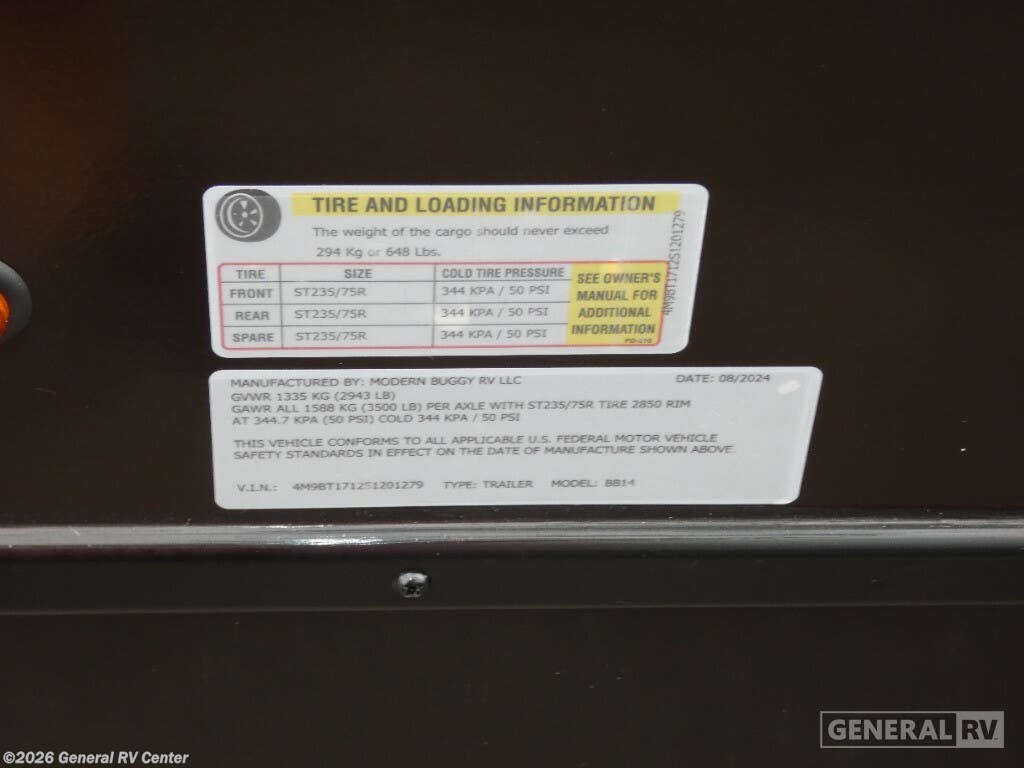 TIRE AND LOADING INFORMATION
The weight of the cargo should never exceed
294 Kg or 648 Lbs.
TIRE SIZE COLD TIRE PRESSURE
FRONT ST235/75R 344 KPA / 50 PSI
REAR ST235/75R 344 KPA / 50 PSI
SPARE ST235/75R 344 KPA / 50 PSI
SEE OWNER'S
MANUAL FOR
ADDITIONAL
INFORMATION
4M9BT1712S1201279
MANUFACTURED BY: MODERN BUGGY RV LLC DATE: 08/2024
GVWR 1335 KG (2943 LB)
GAWR ALL 1588 KG (3500 LB) PER AXLE WITH ST235/75R TIRE 2850 RIM
AT 344.7 KPA (50 PSI) COLD 344 KPA / 50 PSI
THIS VEHICLE CONFORMS TO ALL APPLICABLE U.S. FEDERAL MOTOR VEHICLE
SAFETY STANDARDS IN EFFECT ON THE DATE OF MANUFACTURE SHOWN ABOVE.
V.I.N.: 4M9BT1712S1201279 TYPE: TRAILER MODEL: BB14
GENERAL RV
©2026 General RV Center